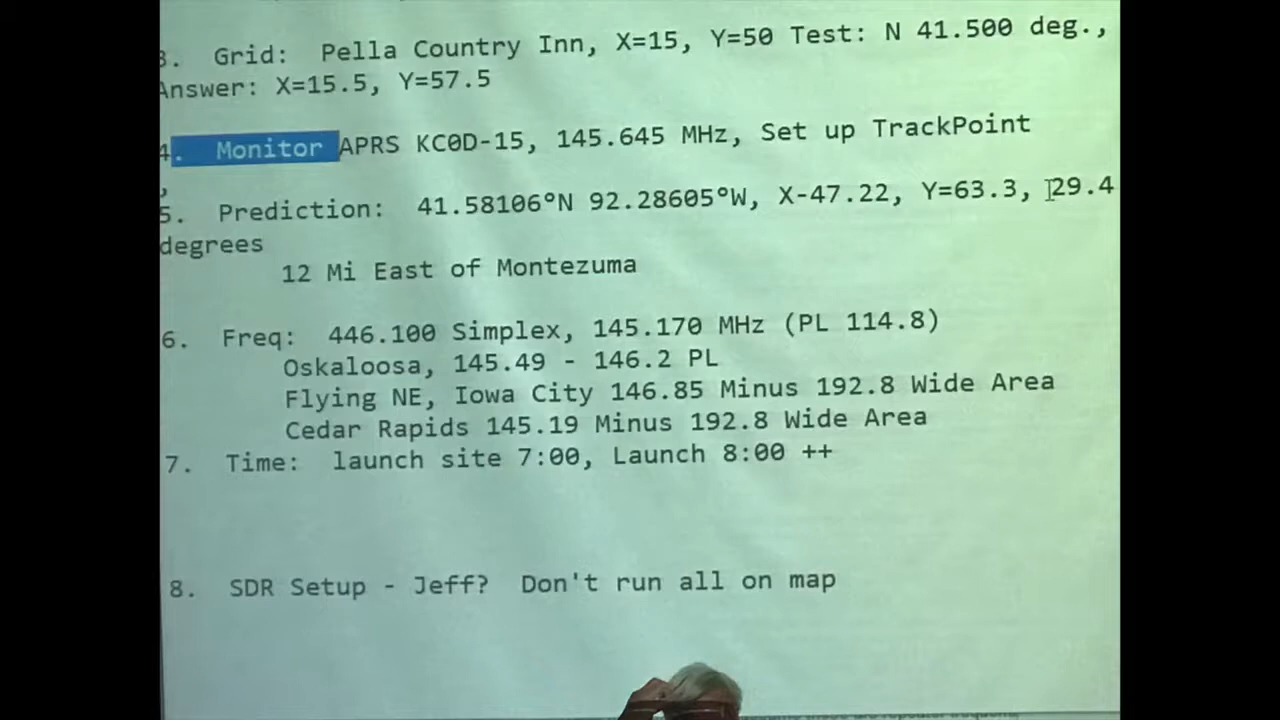 3. Grid: Pella Country Inn, X=15, Y=50 Test: N 41.500 deg.,
Answer: X=15.5, Y=57.5
4. Monitor APRS KC0D-15, 145.645 MHz, Set up TrackPoint
,
5. Prediction: 41.58106°N 92.28605°W, X-47.22, Y=63.3, 29.4
degrees
12 Mi East of Montezuma
6. Freq: 446.100 Simplex, 145.170 MHz (PL 114.8)
Oskaloosa, 145.49 - 146.2 PL
Flying NE, Iowa City 146.85 Minus 192.8 Wide Area
Cedar Rapids 145.19 Minus 192.8 Wide Area
7. Time: launch site 7:00, Launch 8:00 ++
8. SDR Setup - Jeff? Don't run all on map